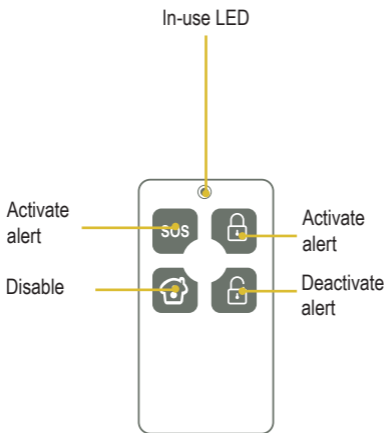 In-use LED
Activate
alert
SOS
Activate
alert
Disable
Deactivate
alert